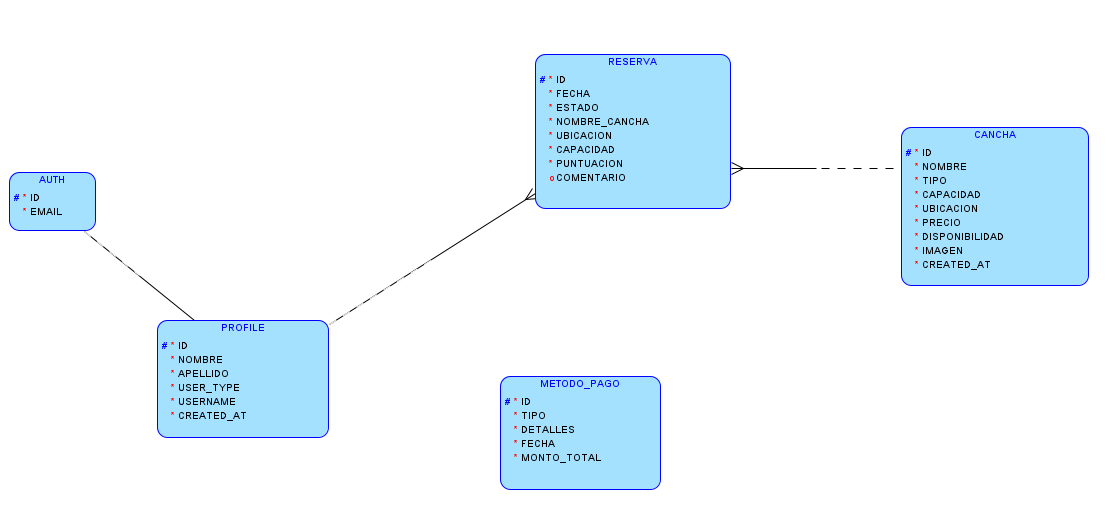 RESERVA
# * ID
* FECHA
* ESTADO
* NOMBRE_CANCHA
* UBICACION
* CAPACIDAD
* PUNTUACION
o COMENTARIO
CANCHA
# * ID
* NOMBRE
* TIPO
* CAPACIDAD
* UBICACION
* PRECIO
* DISPONIBILIDAD
* IMAGEN
* CREATED_AT
AUTH
# * ID
* EMAIL
PROFILE
# * ID
* NOMBRE
* APELLIDO
* USER_TYPE
* USERNAME
* CREATED_AT
METODO_PAGO
# * ID
* TIPO
* DETALLES
* FECHA
* MONTO_TOTAL